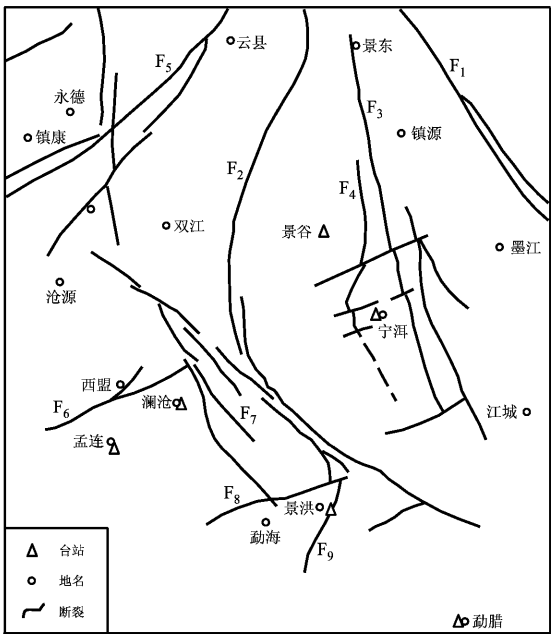 云县
景东
F1
F5
永德
F3
镇康
镇源
F2
F4
双江
景谷
墨江
沧源
宁洱
西盟
F6
澜沧
F7
江城
孟连
F8
景洪
勐海
F9
台站
地名
断裂
勐腊